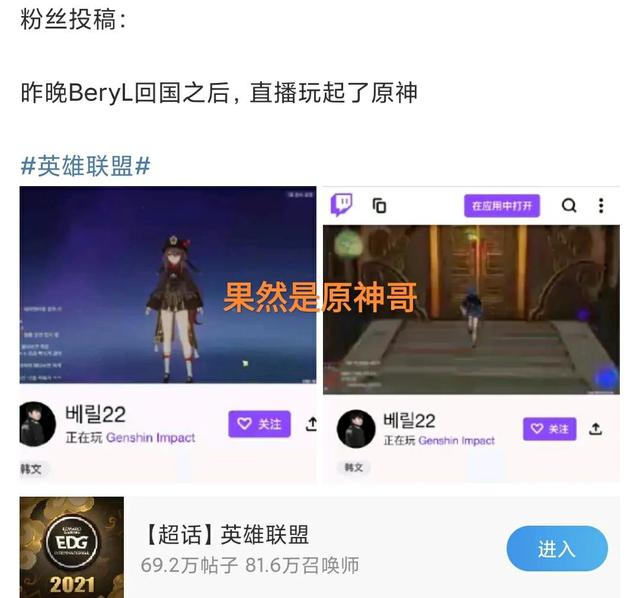 粉丝投稿：
昨晚BeryL回国之后，直播玩起了原神
#英雄联盟#
在应用中打开
果然是原神哥
베릴22
正在玩 Genshin Impact
关注
韩文
베릴22
正在玩 Genshin Impact
关注
韩文
EDG
2021
【超话】英雄联盟
69.2万帖子 81.6万召唤师
进入